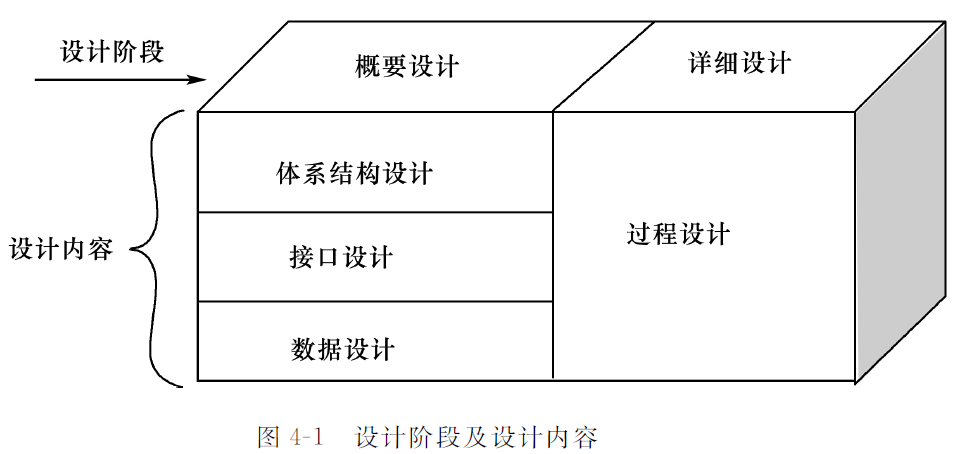 设计阶段
概要设计
详细设计
设计内容
体系结构设计
接口设计
数据设计
过程设计
图 4-1 设计阶段及设计内容